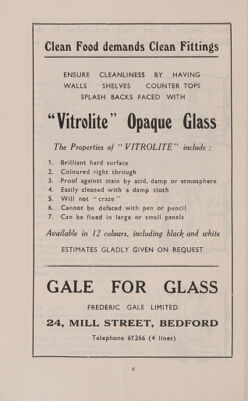 Clean Food demands Clean Fittings
ENSURE CLEANLINESS BY HAVING
WALLS SHELVES COUNTER TOPS
SPLASH BACKS FACED WITH
“Vitrolite” Opaque Glass
The Properties of “VITROLITE” include :
1. Brilliant hard surface
2. Coloured right through
3. Proof against stain by acid, damp or atmosphere
4. Easily cleaned with a damp cloth
5. Will not “craze”
6. Cannot be defaced with pen or pencil
7. Can be fixed in large or small panels
Available in 12 colours, including black and white
ESTIMATES GLADLY GIVEN ON REQUEST
GALE FOR GLASS
FREDERIC GALE LIMITED
24, MILL STREET, BEDFORD
Telephone 61266 (4 lines)